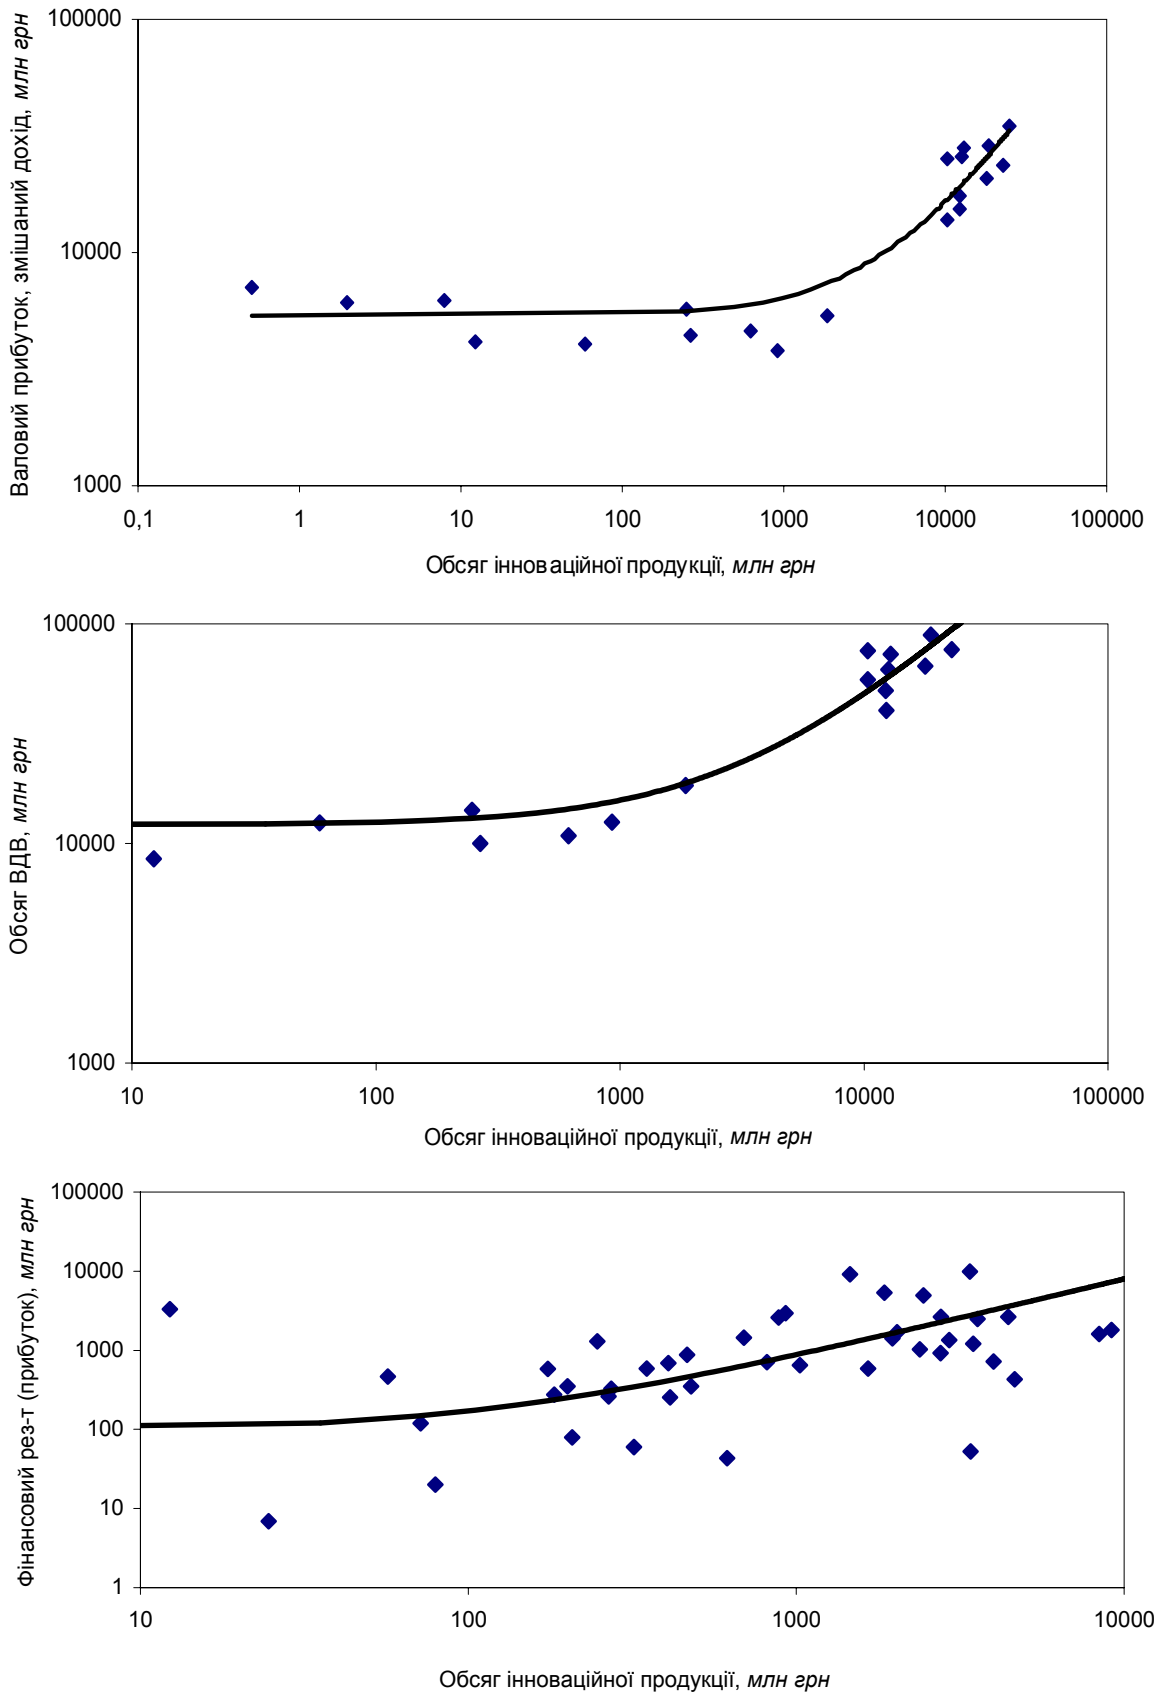 Валовий прибуток, змішаний дохід, млн грн
100000
10000
1000
0,1 1 10 100 1000 10000 100000
Обсяг інноваційної продукції, млн грн
Обсяг ВДВ, млн грн
100000
10000
1000
10 100 1000 10000 100000
Обсяг інноваційної продукції, млн грн
Фінансовий рез-т (прибуток), млн грн
100000
10000
1000
100
10
1
10 100 1000 10000
Обсяг інноваційної продукції, млн грн